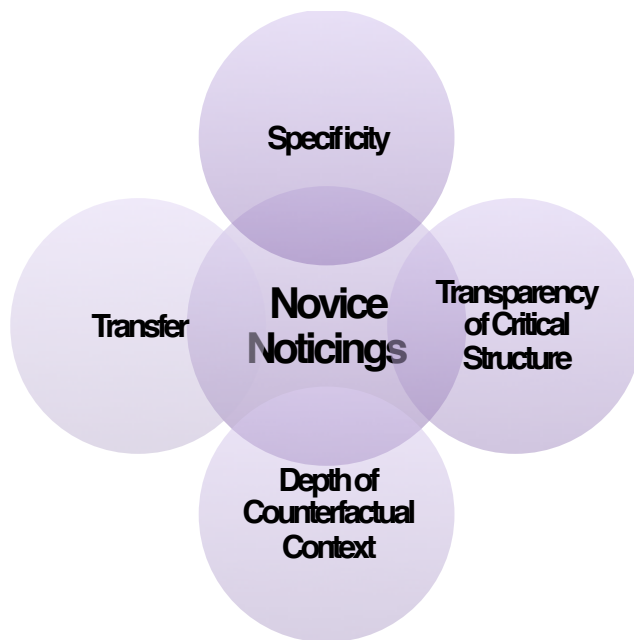 Specificity
Novice
Noticings
Transfer
Transparency
of Critical
Structure
Depth of
Counterfactual
Context